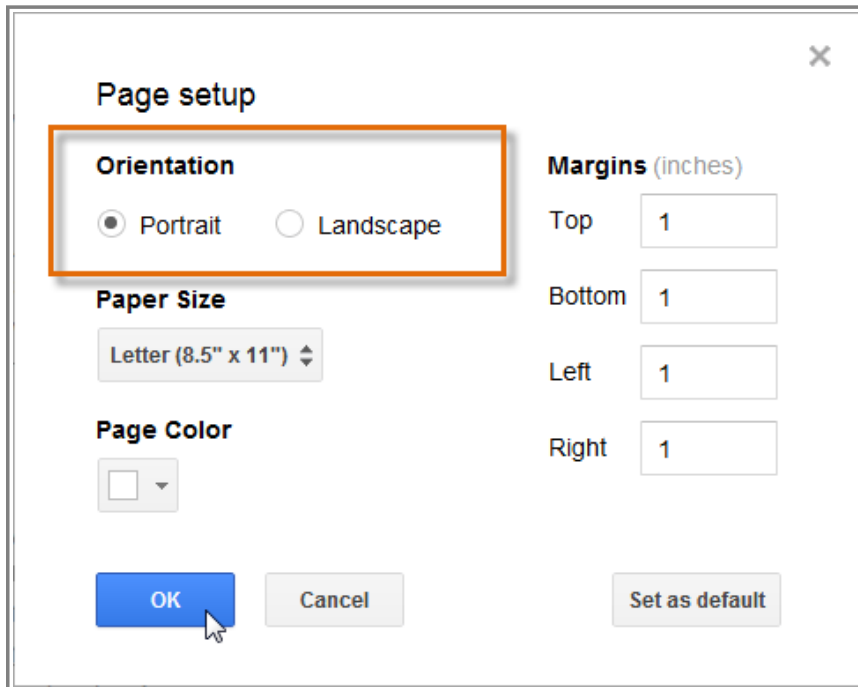 Page setup
Orientation
Portrait Landscape
Paper Size
Letter (8.5" x 11")
Page Color
Margins (inches)
Top 1
Bottom 1
Left 1
Right 1
OK Cancel Set as default